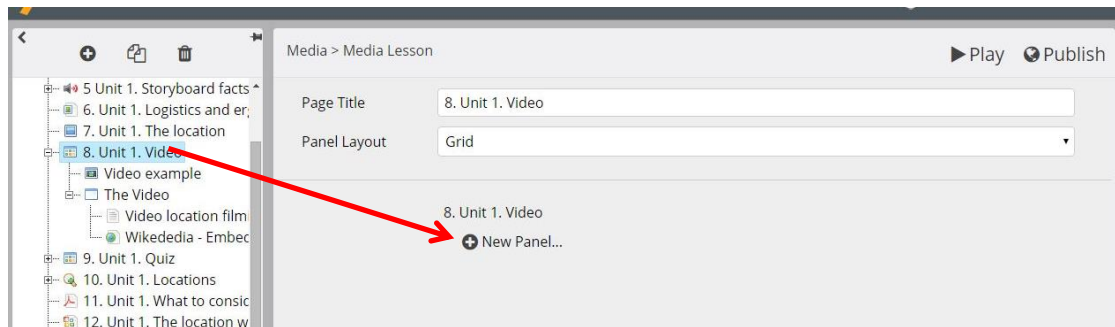 Media > Media Lesson
Play
Publish
5 Unit 1. Storyboard facts
6. Unit 1. Logistics and er
7. Unit 1. The location
8. Unit 1. Video
Video example
The Video
Video location film
Wikededia - Embec
9. Unit 1. Quiz
10. Unit 1. Locations
11. Unit 1. What to consic
12. Unit 1. The location w
Page Title
8. Unit 1. Video
Panel Layout
Grid
8. Unit 1. Video
New Panel...